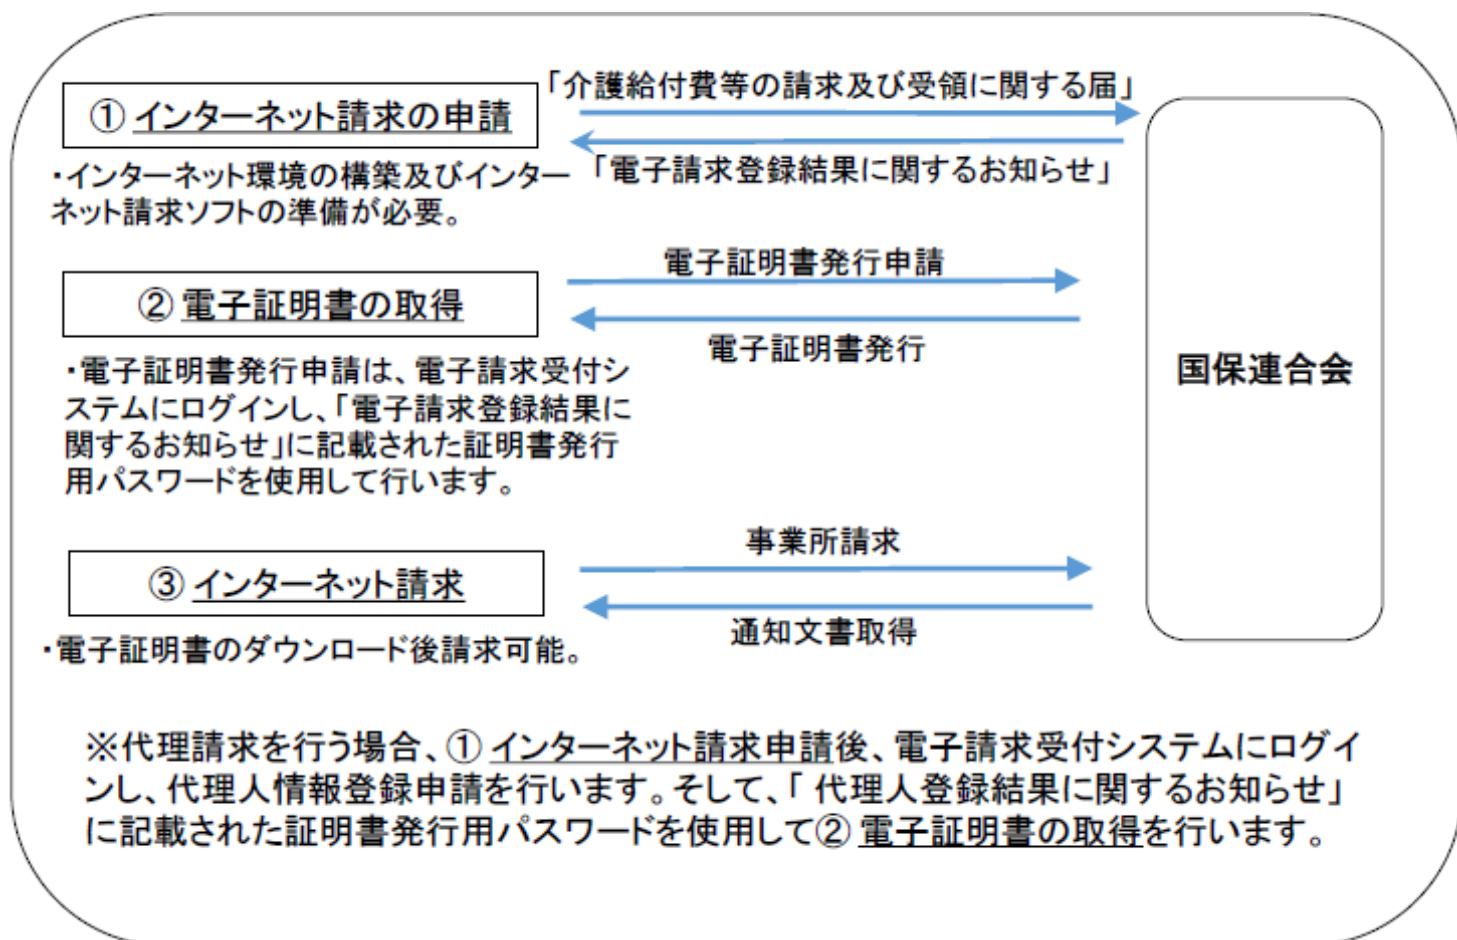 「介護給付費等の請求及び受領に関する届」
① インターネット請求の申請
「電子請求登録結果に関するお知らせ」
・インターネット環境の構築及びインター
ネット請求ソフトの準備が必要。
電子証明書発行申請
② 電子証明書の取得
電子証明書発行
・電子証明書発行申請は、電子請求受付シ
ステムにログインし、「電子請求登録結果に
関するお知らせ」に記載された証明書発行
用パスワードを使用して行います。
国保連合会
事業所請求
③ インターネット請求
通知文書取得
・電子証明書のダウンロード後請求可能。
※代理請求を行う場合、① インターネット請求申請後、電子請求受付システムにログイ
ンし、代理人情報登録申請を行います。そして、「 代理人登録結果に関するお知らせ」
に記載された証明書発行用パスワードを使用して② 電子証明書の取得を行います。